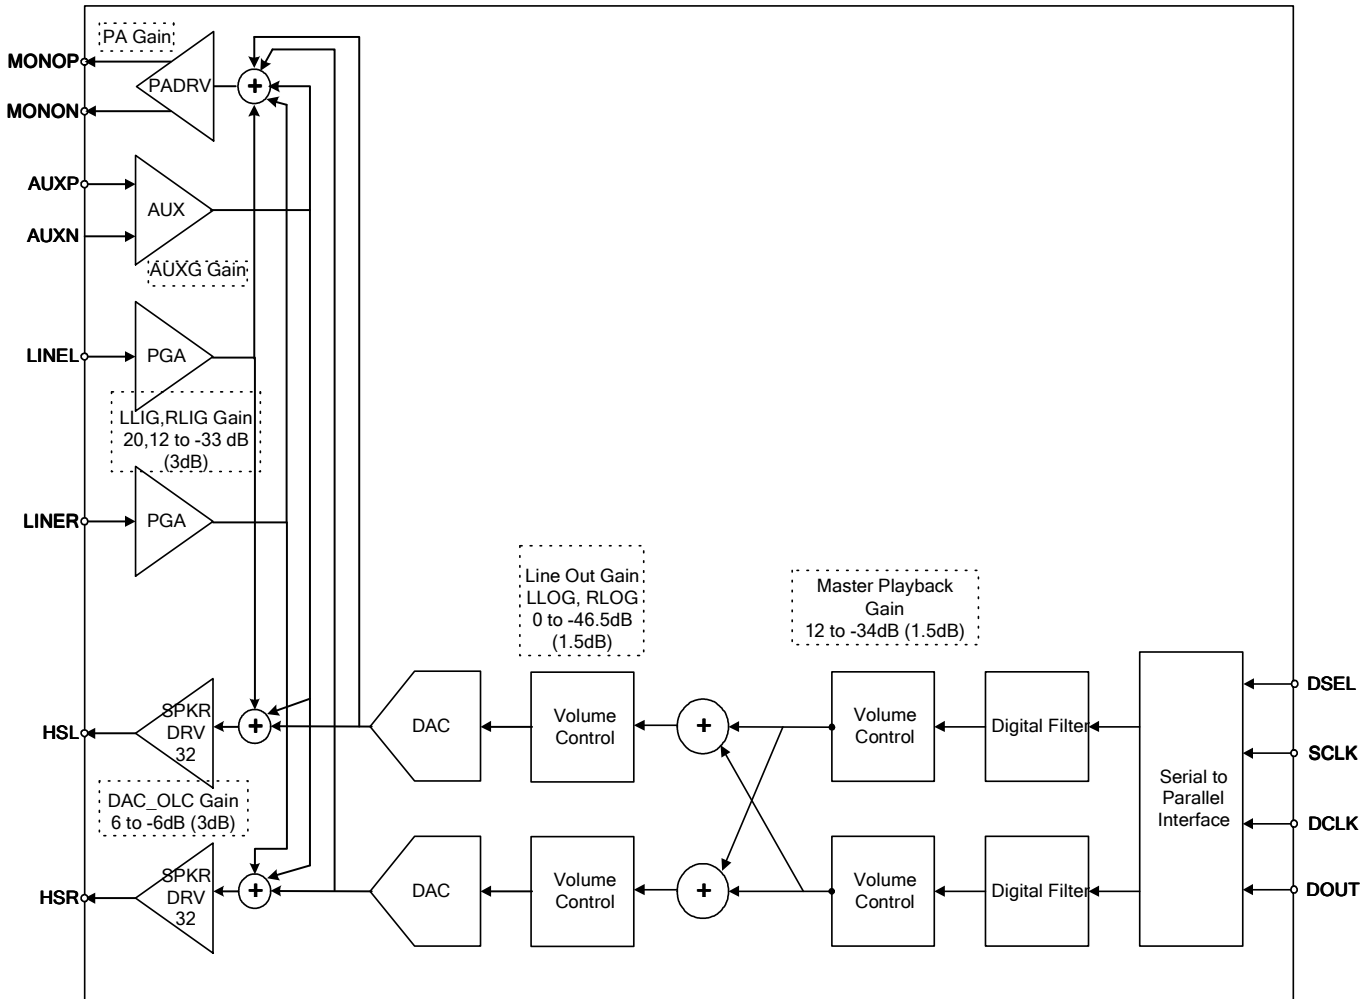 PA Gain
MONOP
PADRV
+
MONON
AUXP
AUX
AUXN
AUXG Gain
LINEL
PGA
LLIG,RLIG Gain
20,12 to -33 dB
(3dB)
LINER
PGA
Line Out Gain
LLOG, RLOG
0 to -46.5dB
(1.5dB)
Master Playback
Gain
12 to -34dB (1.5dB)
HSL
SPKR
DRV
32
+
DAC
Volume
Control
+
Volume
Control
Digital Filter
Serial to
Parallel
Interface
DSEL
SCLK
DCLK
DOUT
DAC_OLC Gain
6 to -6dB (3dB)
HSR
SPKR
DRV
32
+
DAC
Volume
Control
+
Volume
Control
Digital Filter